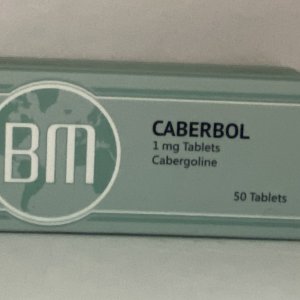 BM
CABERBOL
1 mg Tablets
Cabergoline
50 Tablets